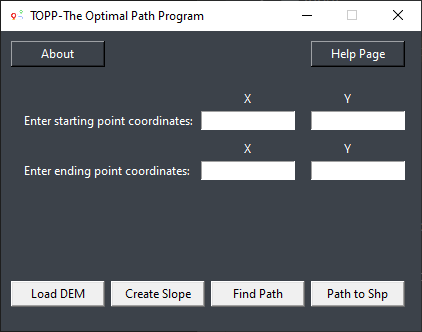 TOPP-The Optimal Path Program
About Help Page
X Y
Enter starting point coordinates:
X Y
Enter ending point coordinates:
Load DEM Create Slope Find Path Path to Shp